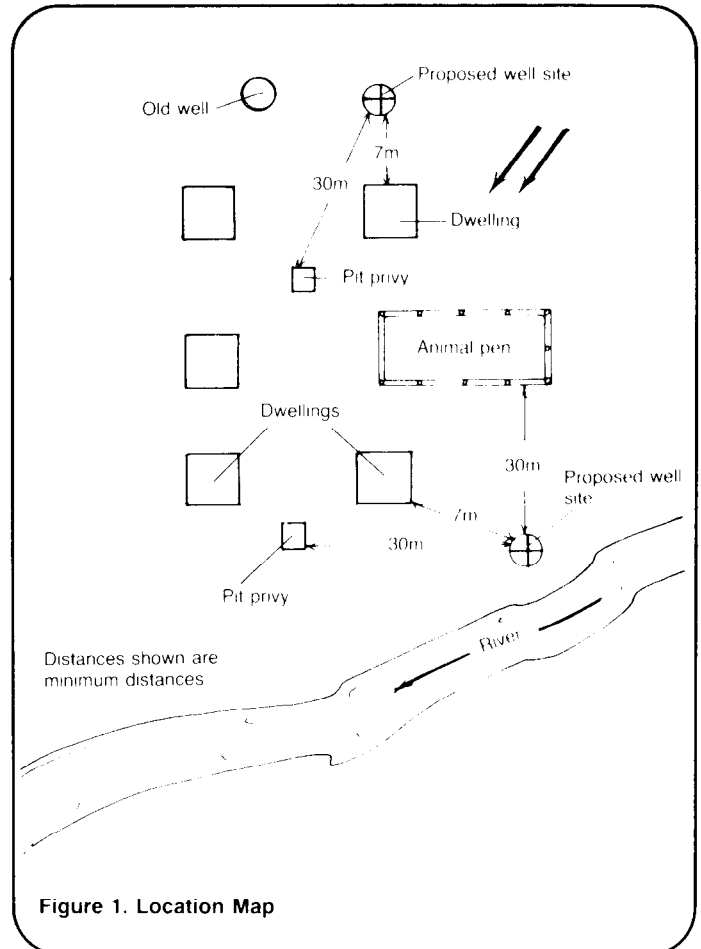 Proposed well site
Old well
7m
30m
Dwelling
Pit privy
Animal pen
Dwellings
30m
Proposed well
site
7m
30m
Pit privy
River
Distances shown are
minimum distances
Figure 1. Location Map